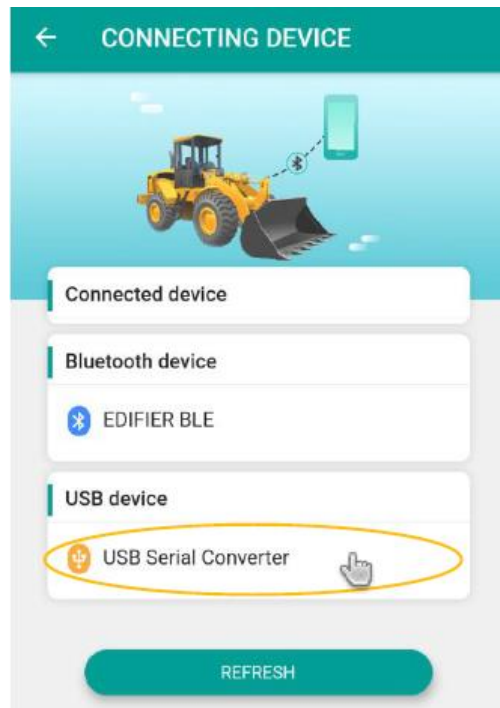 CONNECTING DEVICE
Connected device
Bluetooth device
EDIFIER BLE
USB device
USB Serial Converter
REFRESH